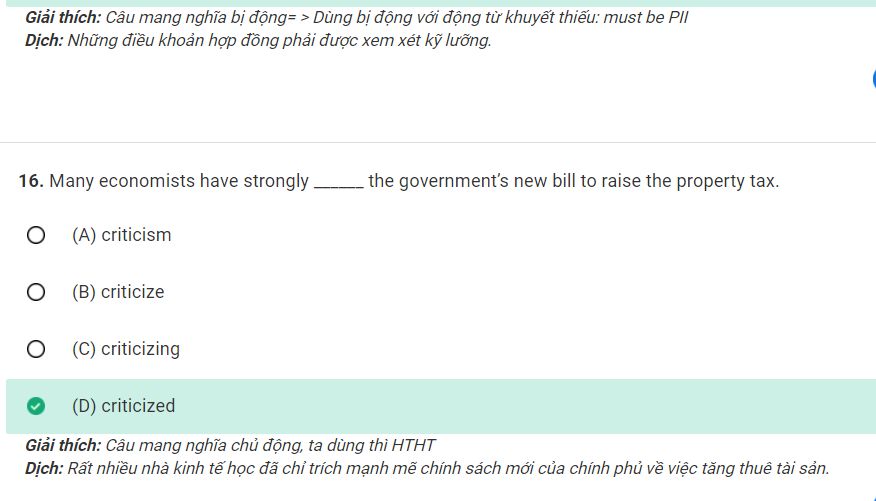 Giải thích: Câu mang nghĩa bị động= > Dùng bị động với động từ khuyết thiếu: must be PII
Dịch: Những điều khoản hợp đồng phải được xem xét kỹ lưỡng.
16. Many economists have strongly ______ the government's new bill to raise the property tax.
(A) criticism
(B) criticize
(C) criticizing
(D) criticized
Giải thích: Câu mang nghĩa chủ động, ta dùng thì HTHT
Dịch: Rất nhiều nhà kinh tế học đã chỉ trích mạnh mẽ chính sách mới của chính phủ về việc tăng thuê tài sản.